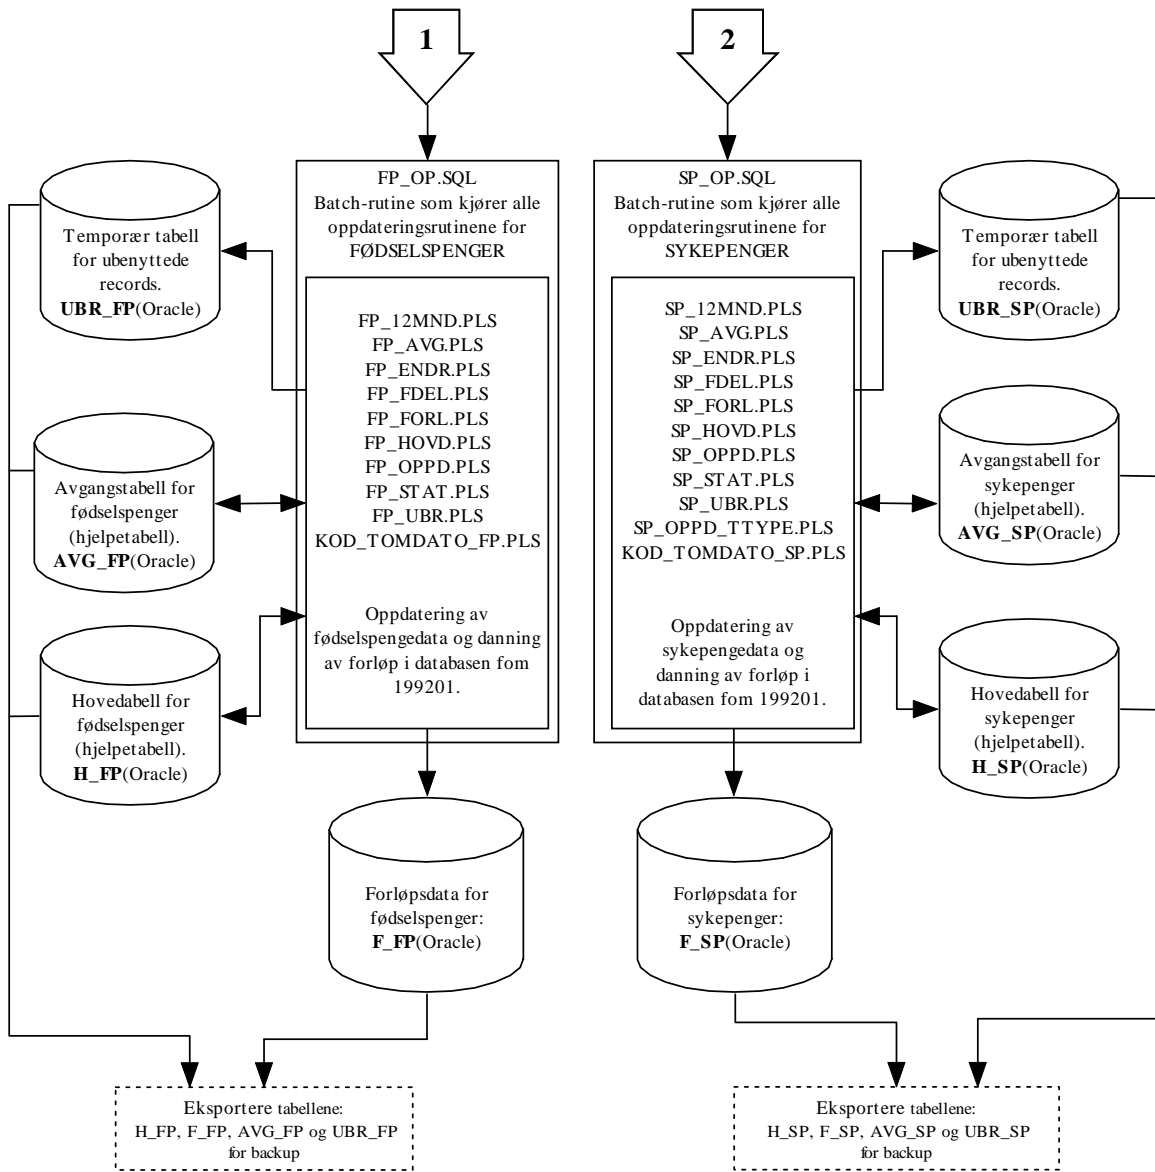 1
2
FP_OP.SQL
Batch-rutine som kjører alle
oppdateringsrutinene for
FØDSELSPENGER
SP_OP.SQL
Batch-rutine som kjører alle
oppdateringsrutinene for
SYKEPENGER
Temporær tabell
for ubenyttede
records.
UBR_FP(Oracle)
FP_12MND.PLS
FP_AVG.PLS
FP_ENDR.PLS
FP_FDEL.PLS
FP_FORL.PLS
FP_HOVD.PLS
FP_OPPD.PLS
FP_STAT.PLS
FP_UBR.PLS
KOD_TOMDATO_FP.PLS
Oppdatering av
fødselspengedata og danning
av forløp i databasen fom
199201.
SP_12MND.PLS
SP_AVG.PLS
SP_ENDR.PLS
SP_FDEL.PLS
SP_FORL.PLS
SP_HOVD.PLS
SP_OPPD.PLS
SP_STAT.PLS
SP_UBR.PLS
SP_OPPD_TTYPE.PLS
KOD_TOMDATO_SP.PLS
Oppdatering av
sykepengedata og
danning av forløp i
databasen fom 199201.
Temporær tabell
for ubenyttede
records.
UBR_SP(Oracle)
Avgangstabell for
fødselspenger
(hjelpetabell).
AVG_FP(Oracle)
Avgangstabell for
sykepenger
(hjelpetabell).
AVG_SP(Oracle)
Hovedabell for
fødselspenger
(hjelpetabell).
H_FP(Oracle)
Hovedabell for
sykepenger
(hjelpetabell).
H_SP(Oracle)
Forløpsdata for
fødselspenger:
F_FP(Oracle)
Forløpsdata for
sykepenger:
F_SP(Oracle)
Eksportere tabellene:
H_FP, F_FP, AVG_FP og UBR_FP
for backup
Eksportere tabellene:
H_SP, F_SP, AVG_SP og UBR_SP
for backup